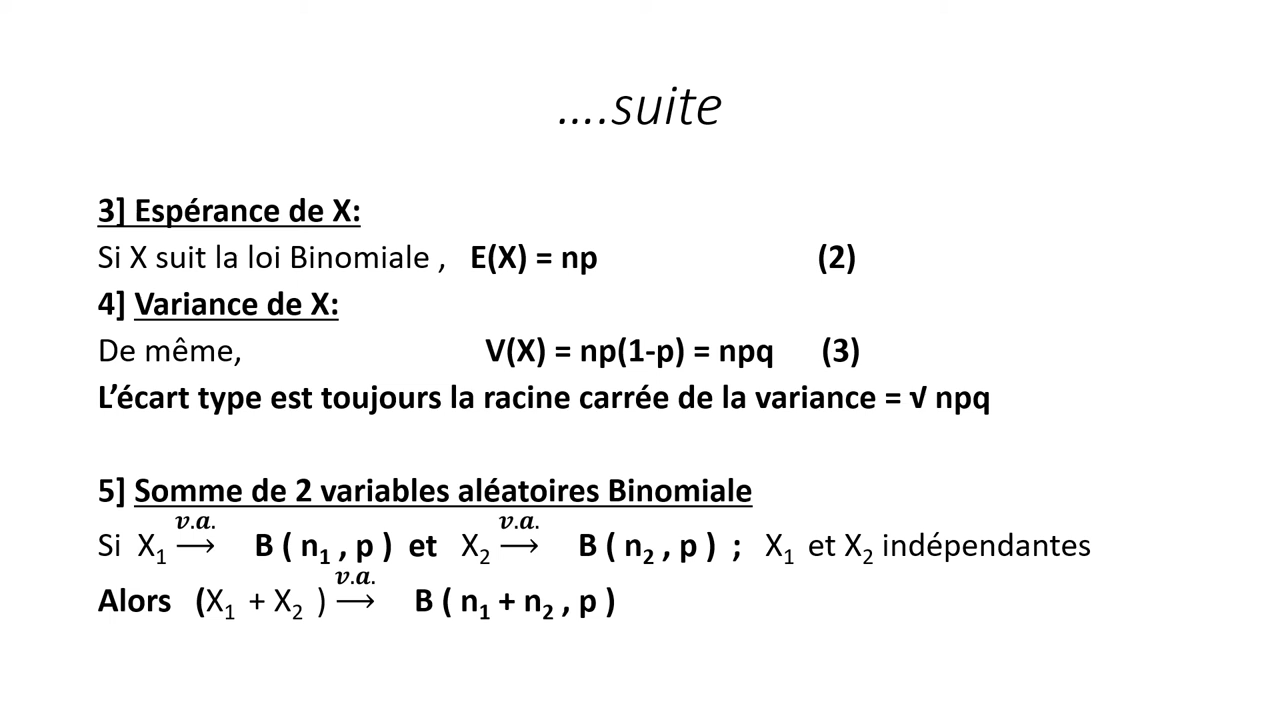 ….suite
3] Espérance de X:
Si X suit la loi Binomiale , E(X) = np (2)
4] Variance de X:
De même, V(X) = np(1-p) = npq (3)
L’écart type est toujours la racine carrée de la variance = √ npq
5] Somme de 2 variables aléatoires Binomiale
Si X₁ →^{v.a.} B ( n₁ , p ) et X₂ →^{v.a.} B ( n₂ , p ) ; X₁ et X₂ indépendantes
Alors (X₁ + X₂ ) →^{v.a.} B ( n₁ + n₂ , p )